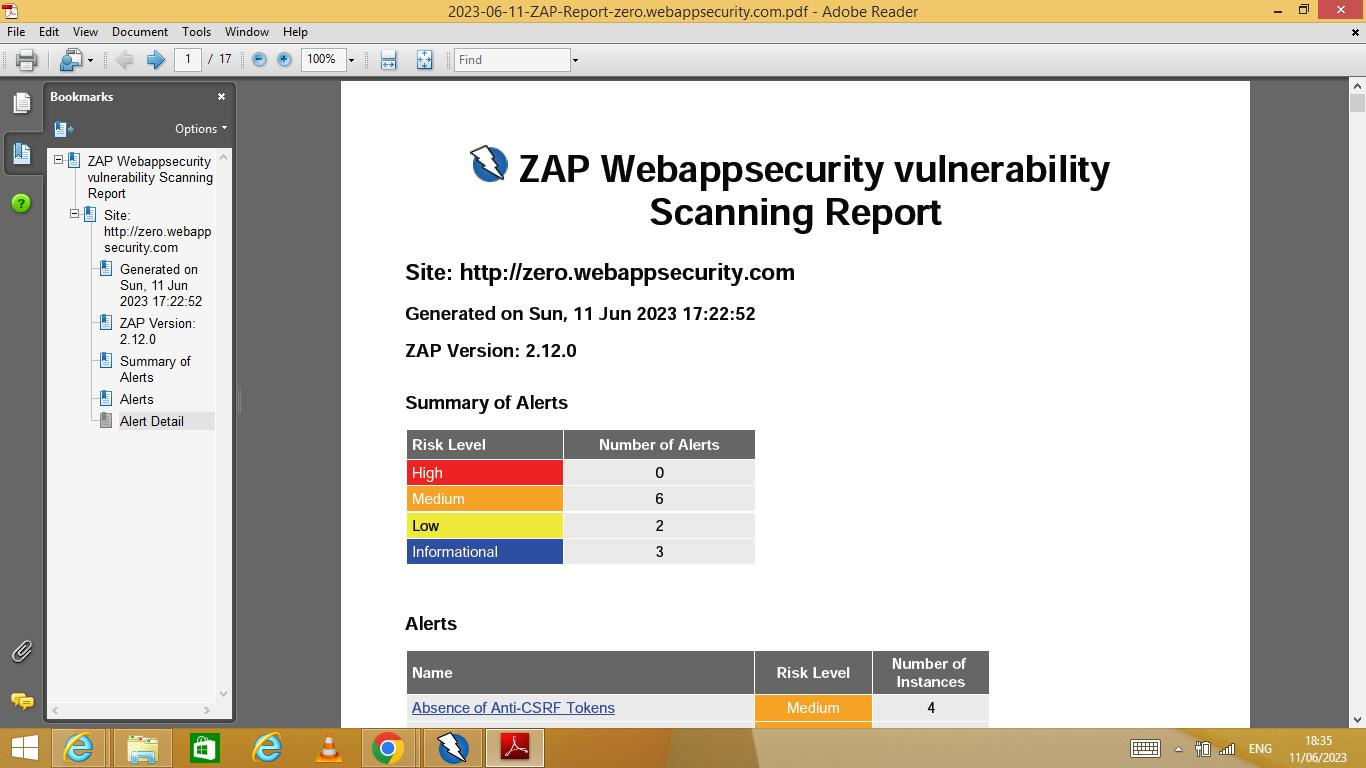 2023-06-11-ZAP-Report-zero.webappsecurity.com.pdf - Adobe Reader
File Edit View Document Tools Window Help
1 / 17 100% Find
Bookmarks
Options
ZAP Webappsecurity
vulnerability Scanning
Report
Site:
http://zero.webapp
security.com
Generated on
Sun, 11 Jun
2023 17:22:52
ZAP Version:
2.12.0
Summary of
Alerts
Alerts
Alert Detail
ZAP Webappsecurity vulnerability
Scanning Report
Site: http://zero.webappsecurity.com
Generated on Sun, 11 Jun 2023 17:22:52
ZAP Version: 2.12.0
Summary of Alerts
Risk Level Number of Alerts
High 0
Medium 6
Low 2
Informational 3
Alerts
Name Risk Level Number of
Instances
Absence of Anti-CSRF Tokens Medium 4
ENG
18:35
11/06/2023